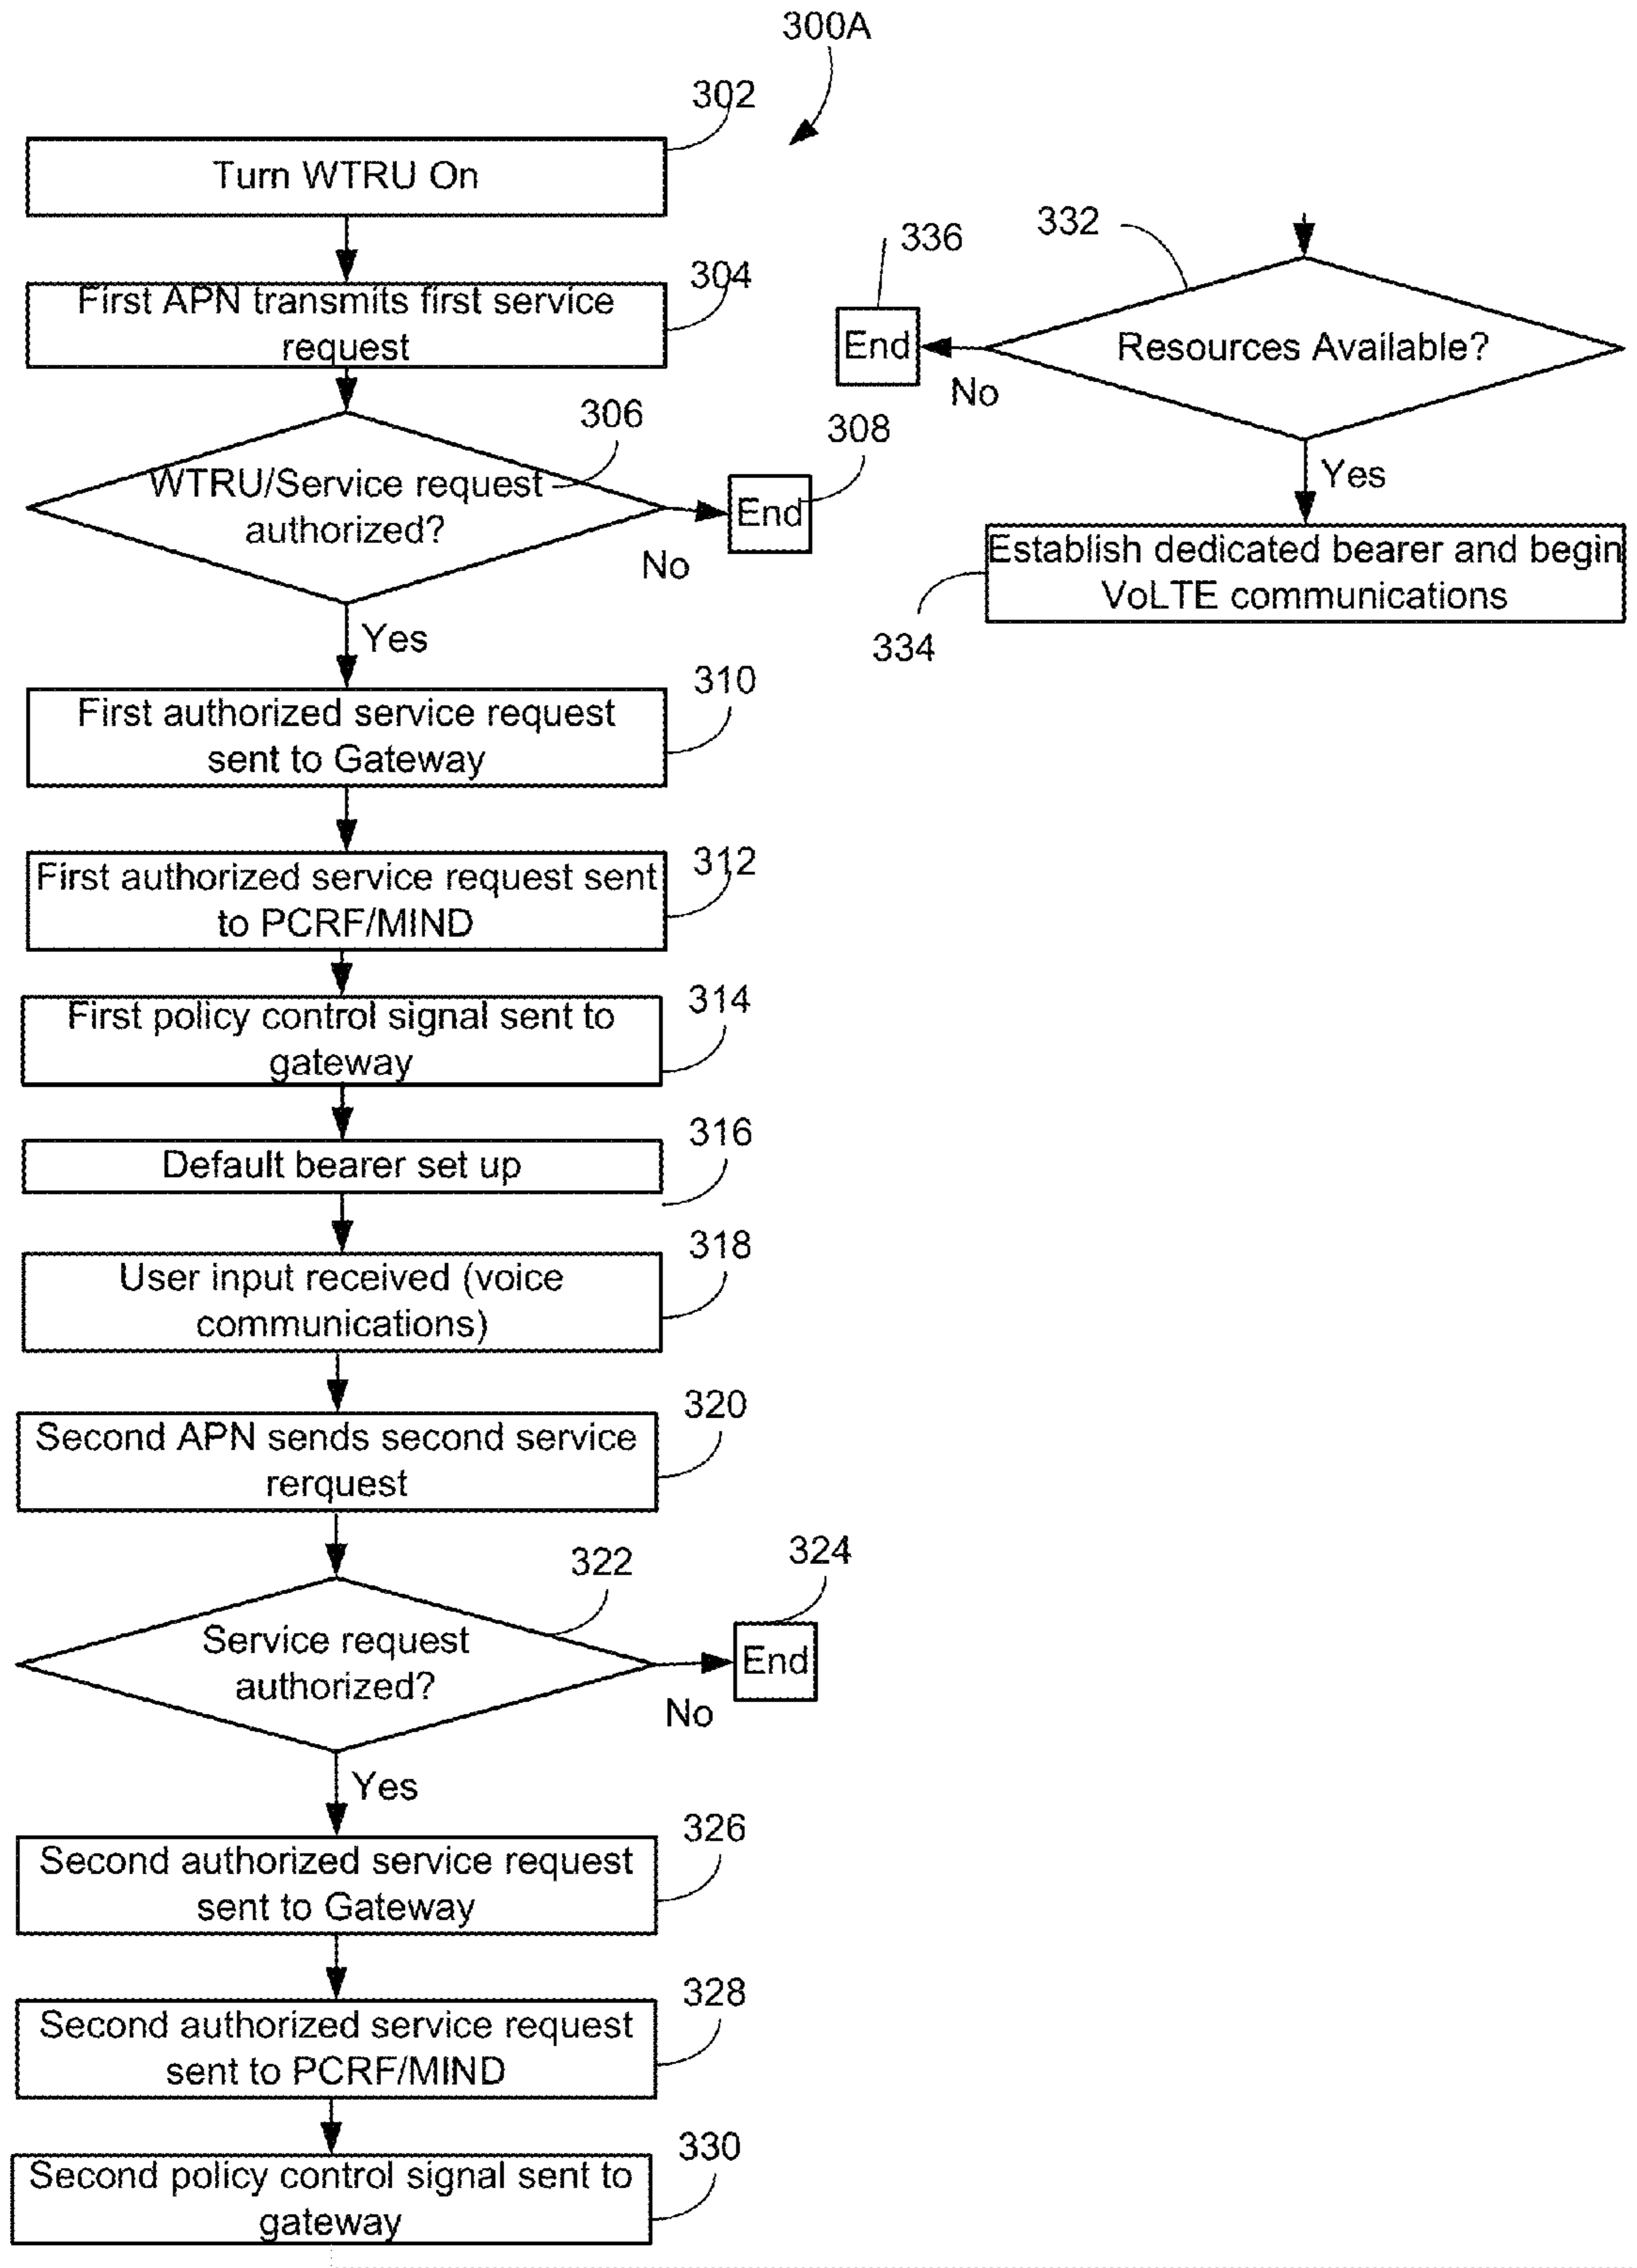 300A
302
Turn WTRU On
304
First APN transmits first service
request
306
WTRU/Service request
authorized?
308
End
No
Yes
310
First authorized service request
sent to Gateway
312
First authorized service request sent
to PCRF/MIND
314
First policy control signal sent to
gateway
316
Default bearer set up
318
User input received (voice
communications)
320
Second APN sends second service
rerquest
322
Service request
authorized?
324
End
No
Yes
326
Second authorized service request
sent to Gateway
328
Second authorized service request
sent to PCRF/MIND
330
Second policy control signal sent to
gateway
332
Resources Available?
336
End
No
Yes
Establish dedicated bearer and begin
VoLTE communications
334